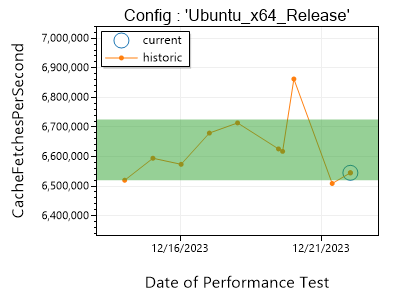 Config : 'Ubuntu_x64_Release'
current
historic
7,000,000
6,900,000
6,800,000
6,700,000
6,600,000
6,500,000
6,400,000
CacheFetchesPerSecond
12/16/2023
12/21/2023
Date of Performance Test